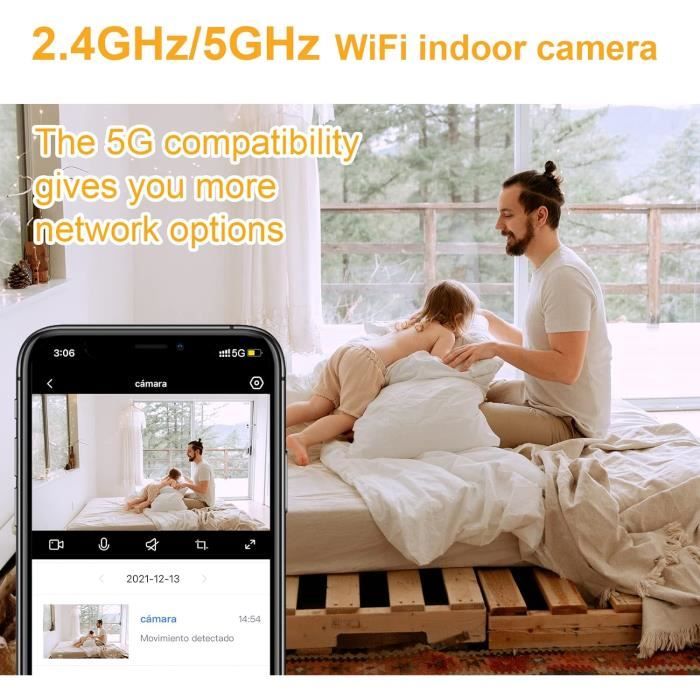 2.4GHz/5GHz WiFi indoor camera
The 5G compatibility
gives you more
network options
3:06
5G
cámara
2021-12-13
cámara
14:54
Movimiento detectado